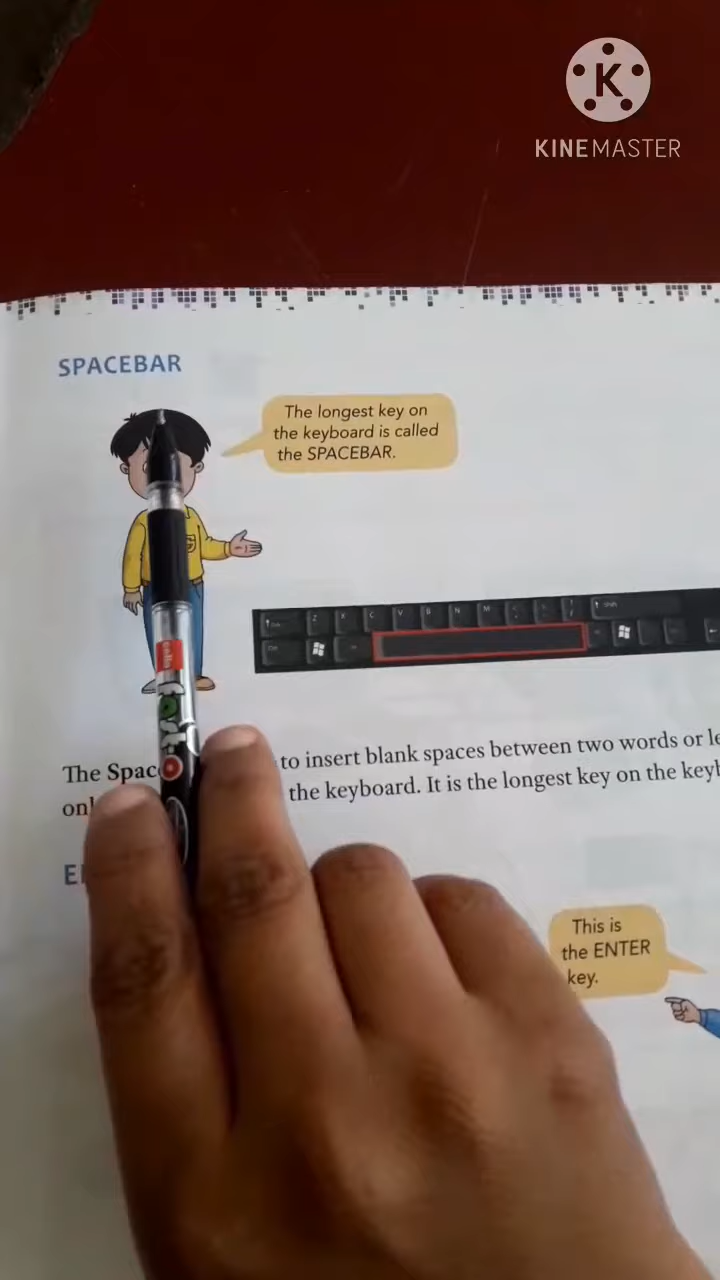 KINEMASTER
SPACEBAR
The longest key on
the keyboard is called
the SPACEBAR.
The Spac to insert blank spaces between two words or le
onl the keyboard. It is the longest key on the keyb
E
This is
the ENTER
key.